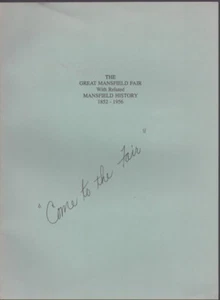 THE
GREAT MANSFIELD FAIR
With Related
MANSFIELD HISTORY
1852 - 1956
"Come to the Fair"